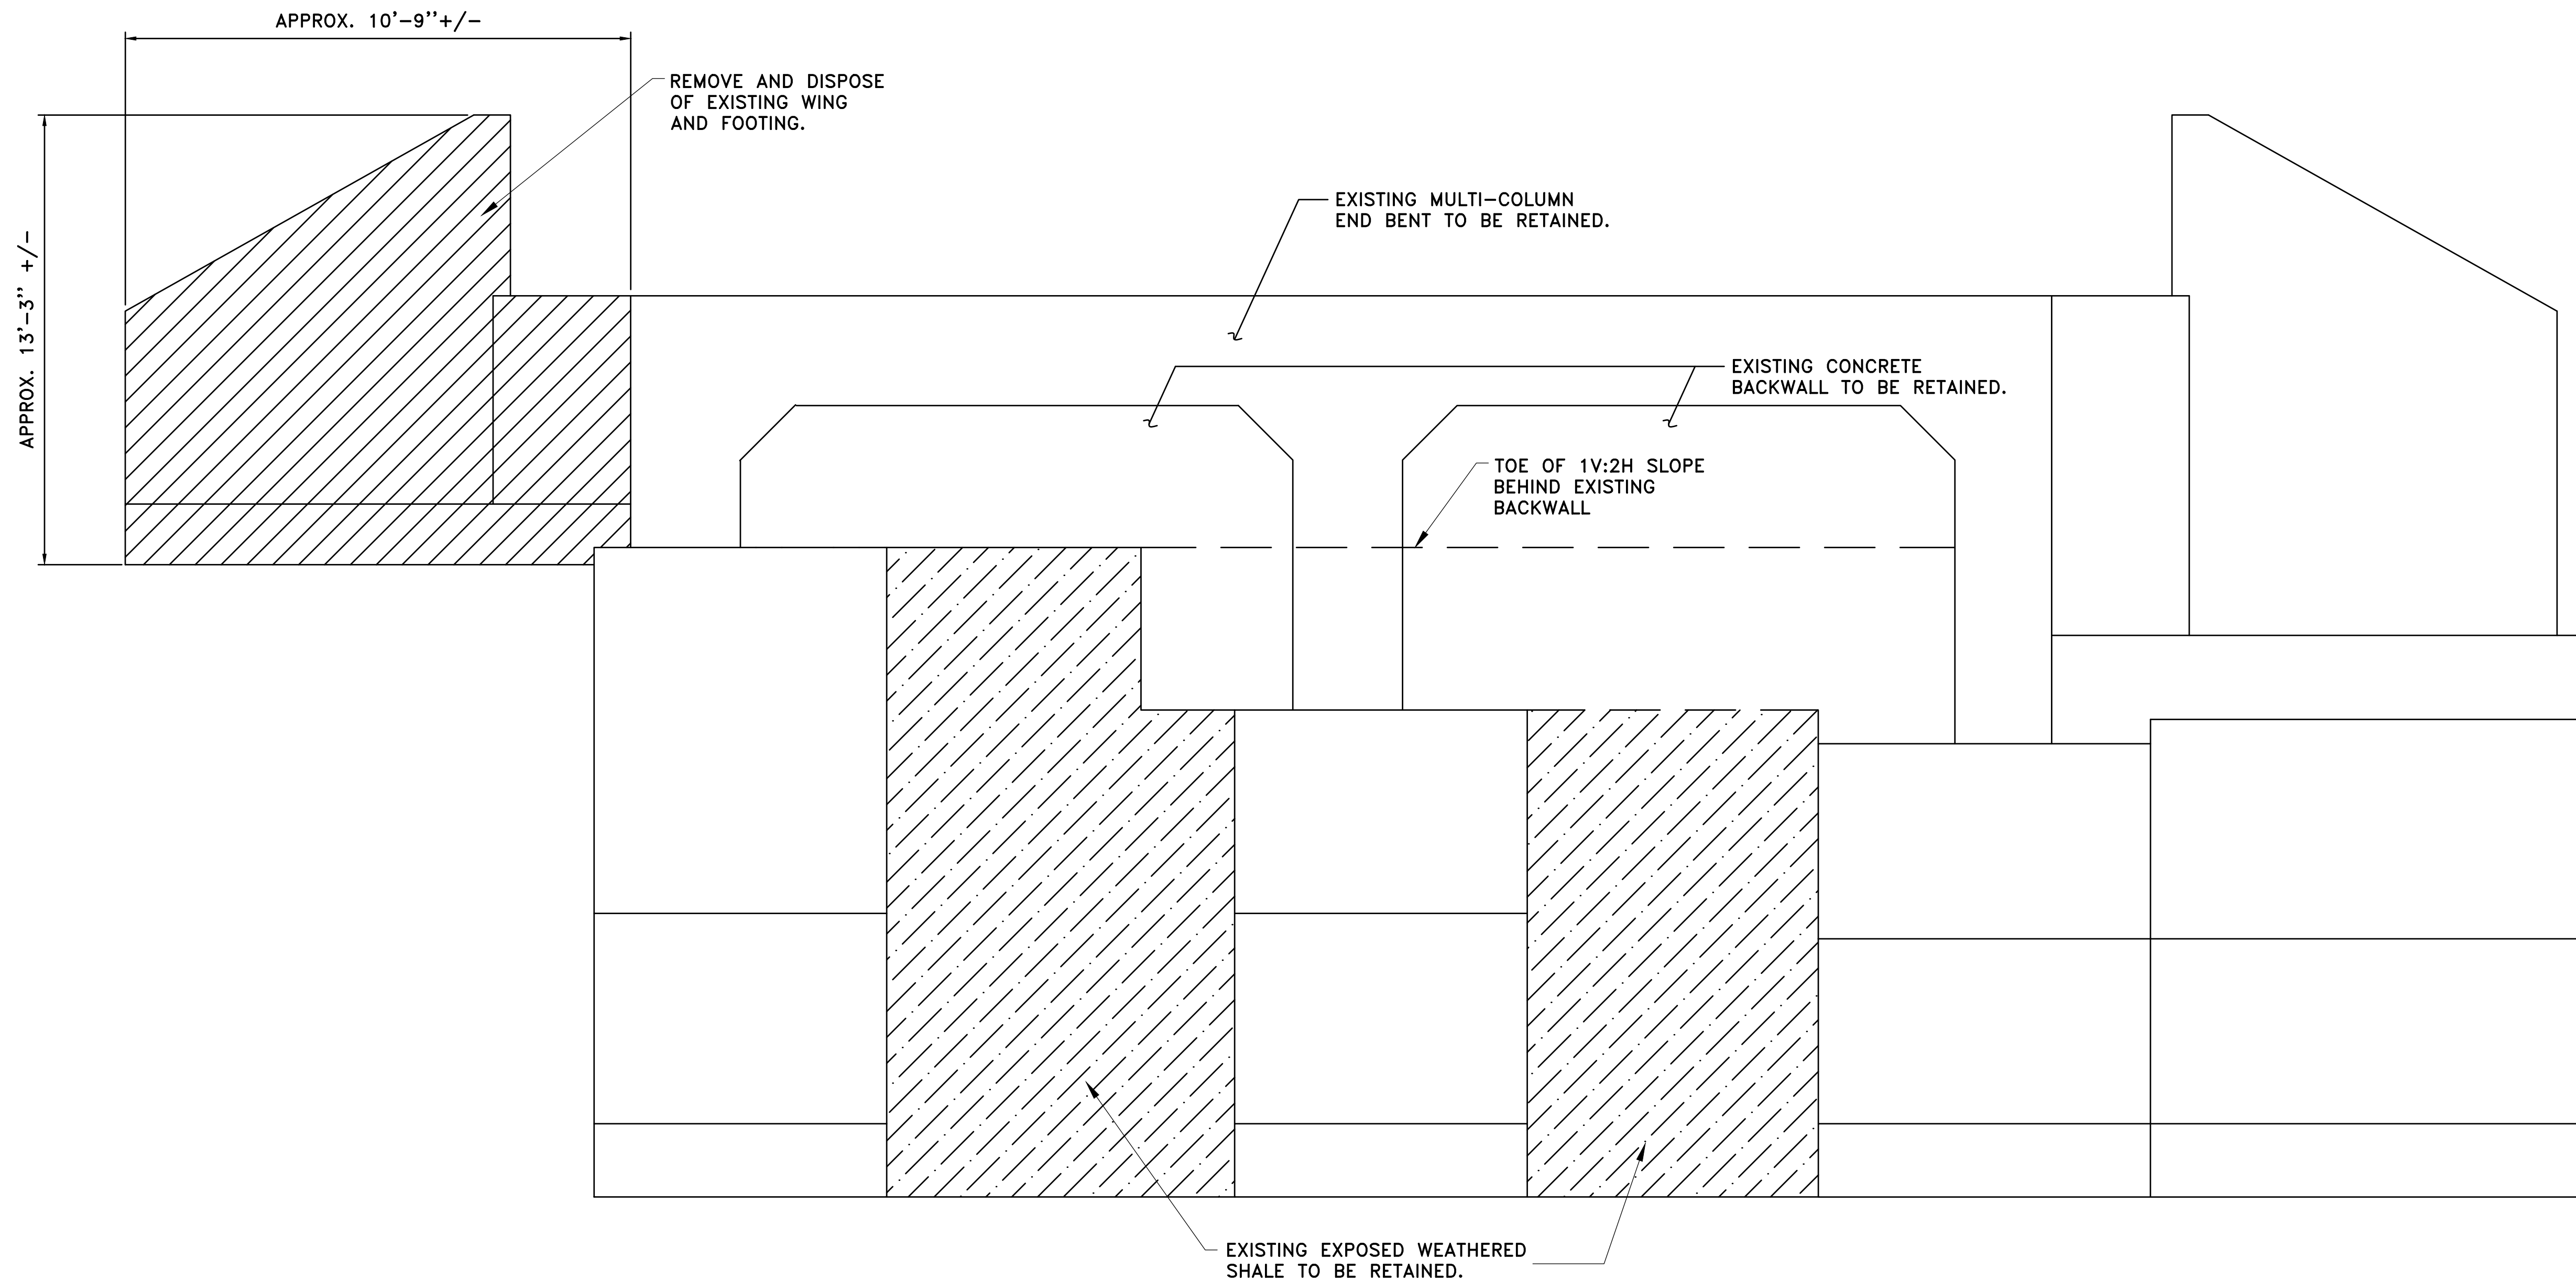 APPROX. 10'-9''+/-
REMOVE AND DISPOSE
OF EXISTING WING
AND FOOTING.
APPROX. 13'-3'' +/-
EXISTING MULTI-COLUMN
END BENT TO BE RETAINED.
EXISTING CONCRETE
BACKWALL TO BE RETAINED.
TOE OF 1V:2H SLOPE
BEHIND EXISTING
BACKWALL
EXISTING EXPOSED WEATHERED
SHALE TO BE RETAINED.